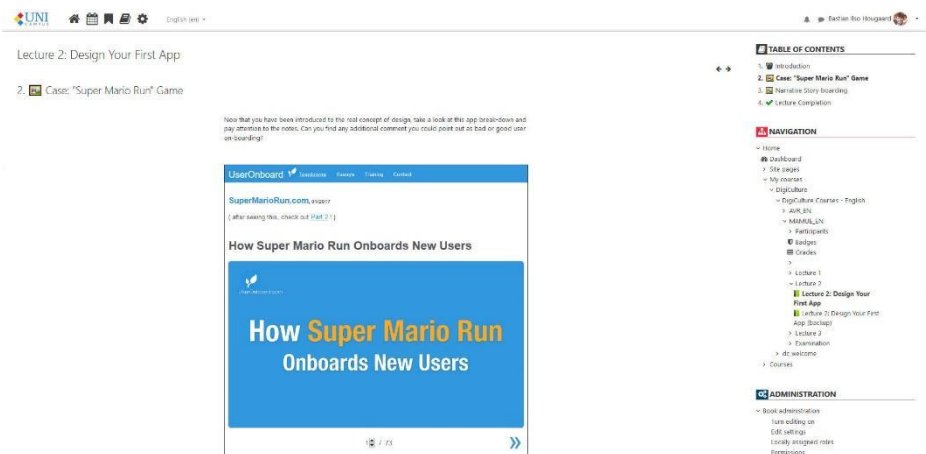 UNI
CAMPUS
English (en)
Bastian Ilsø Hougaard
Lecture 2: Design Your First App
2. Case: "Super Mario Run" Game
Now that you have been introduced to the real concept of design, take a look at this app break-down and
pay attention to the notes. Can you find any additional comment you could point out as bad or good user
on-boarding?
UserOnboard Teardowns Essays Training Contact
SuperMarioRun.com,
( after seeing this, check out Part 2 ! )
How Super Mario Run Onboards New Users
How Super Mario Run
Onboards New Users
1 / 73
TABLE OF CONTENTS
1. Introduction
2. Case: "Super Mario Run" Game
3. Narrative Story-boarding
4. Lecture Completion
NAVIGATION
Home
Dashboard
Site pages
My courses
DigiCulture
DigiCulture Courses - English
AVR_EN
MAMUE_EN
Participants
Badges
Grades
Lecture 1
Lecture 2
Lecture 2: Design Your
First App
Lecture 2: Design Your First
App (backup)
Lecture 3
Examination
dc welcome
Courses
ADMINISTRATION
Book administration
Turn editing on
Edit settings
Locally assigned roles
Permissions